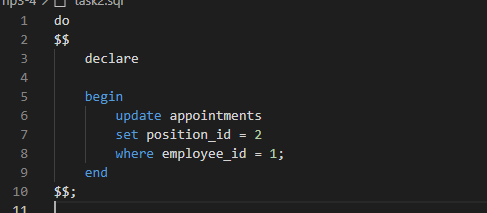 task2.sql
1 do
2 $$
3 declare
4
5 begin
6 update appointments
7 set position_id = 2
8 where employee_id = 1;
9 end
10 $$;
11